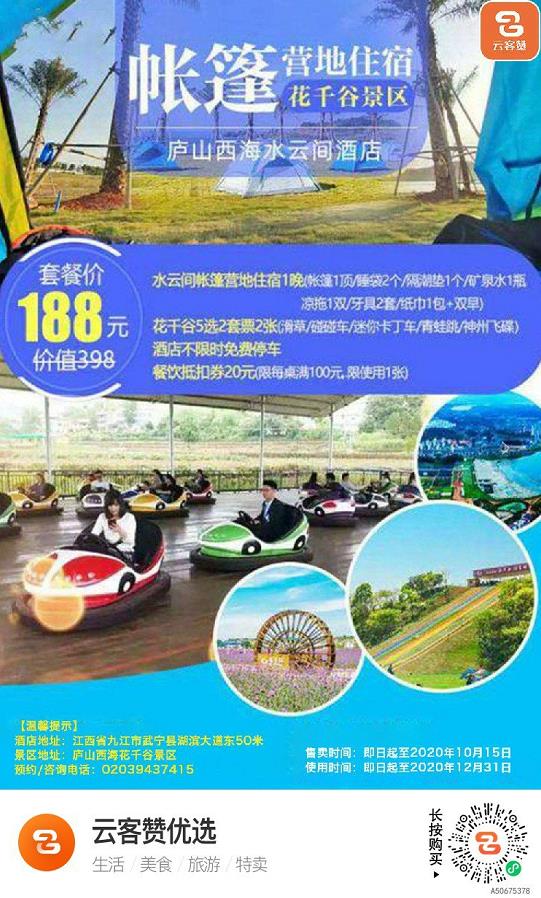 云客赞
帐篷营地住宿
花千谷景区
庐山西海水云间酒店
套餐价
188元
价值398
水云间帐篷营地住宿1晚(帐篷1顶/睡袋2个/隔潮垫1个/矿泉水1瓶
凉拖1双/牙具2套/纸巾1包+双早)
花千谷5选2套票2张(滑草/碰碰车/迷你卡丁车/青蛙跳/神州飞碟)
酒店不限时免费停车
餐饮抵扣券20元(限每桌满100元,限使用1张)
【温馨提示】
酒店地址：江西省九江市武宁县湖滨大道东50米
景区地址：庐山西海花千谷景区
预约/咨询电话：02039437415
售卖时间：即日起至2020年10月15日
使用时间：即日起至2020年12月31日
云客赞优选
生活/美食/旅游/特卖
长按购买
A50675378